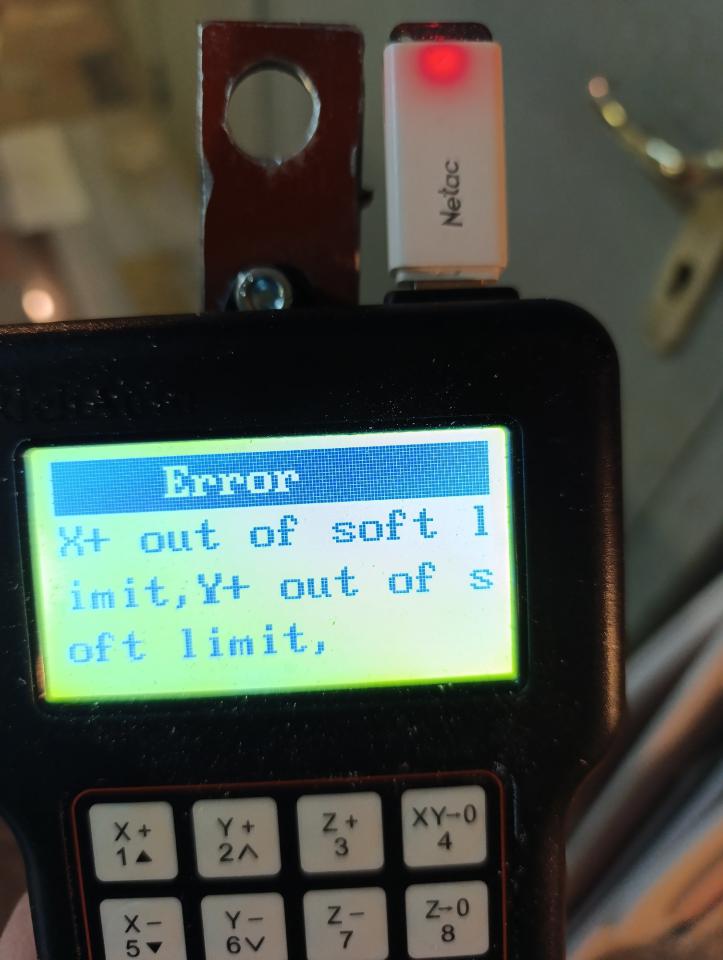 Netac
Error
X+ out of soft l
imit,Y+ out of s
oft limit,
X+ Y+ Z+ XY→0
1▲ 2∧ 3 4
X- Y- Z- Z→0
5▼ 6∨ 7 8